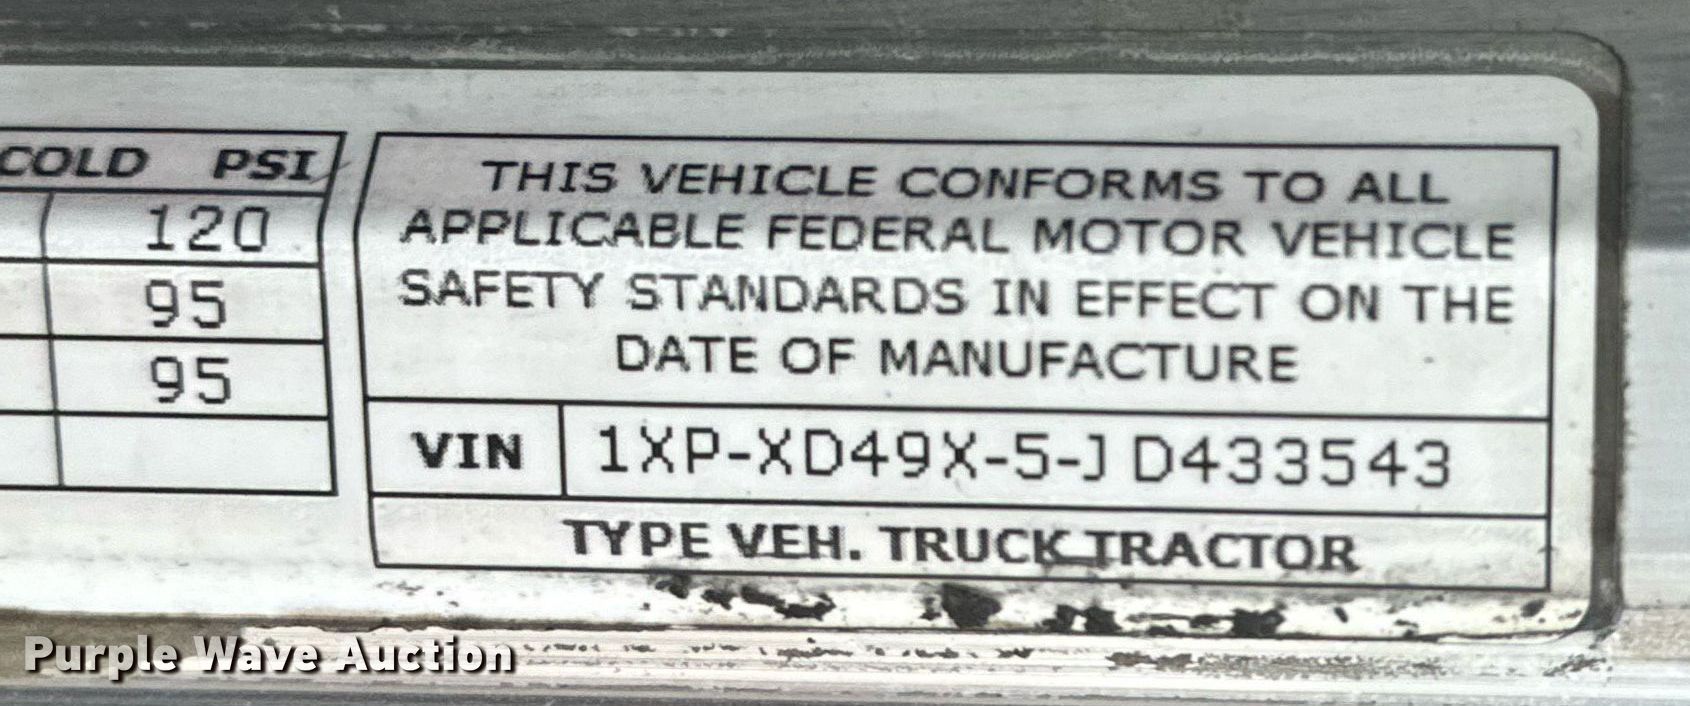 COLD PSI
120
95
95
THIS VEHICLE CONFORMS TO ALL
APPLICABLE FEDERAL MOTOR VEHICLE
SAFETY STANDARDS IN EFFECT ON THE
DATE OF MANUFACTURE
VIN 1XP-XD49X-5-JD433543
TYPE VEH. TRUCK TRACTOR
Purple Wave Auction